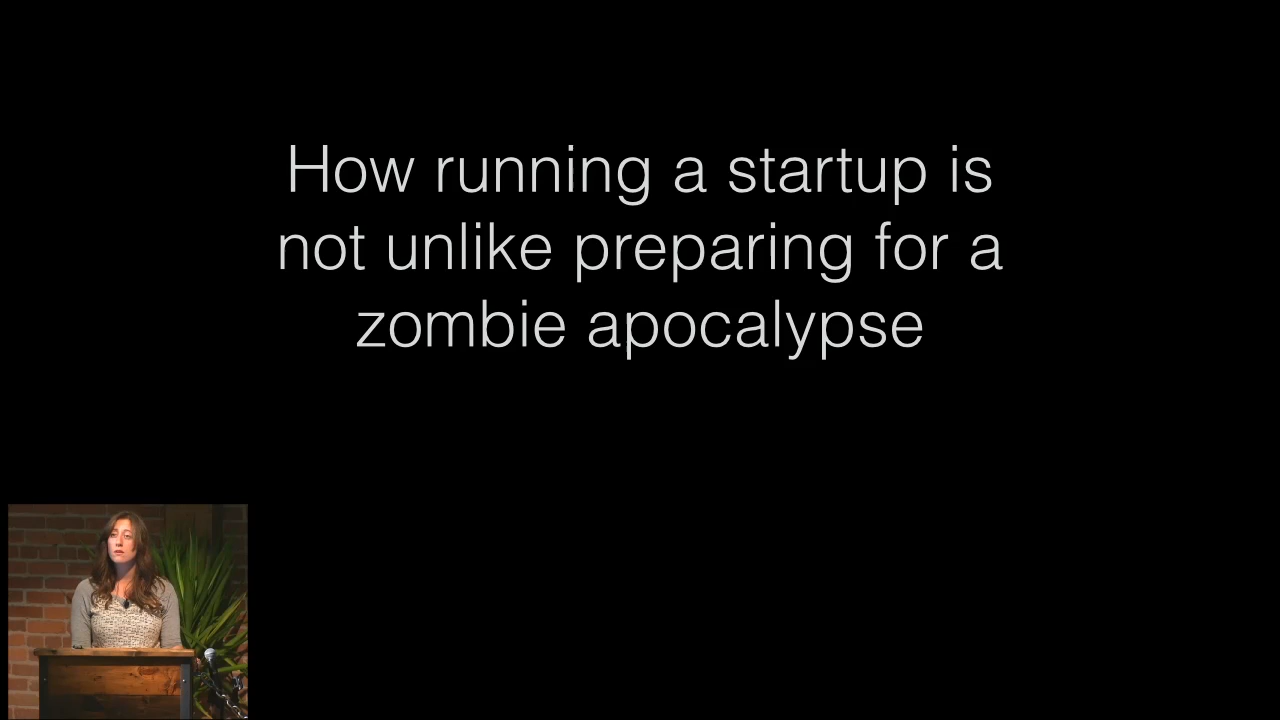 How running a startup is
not unlike preparing for a
zombie apocalypse